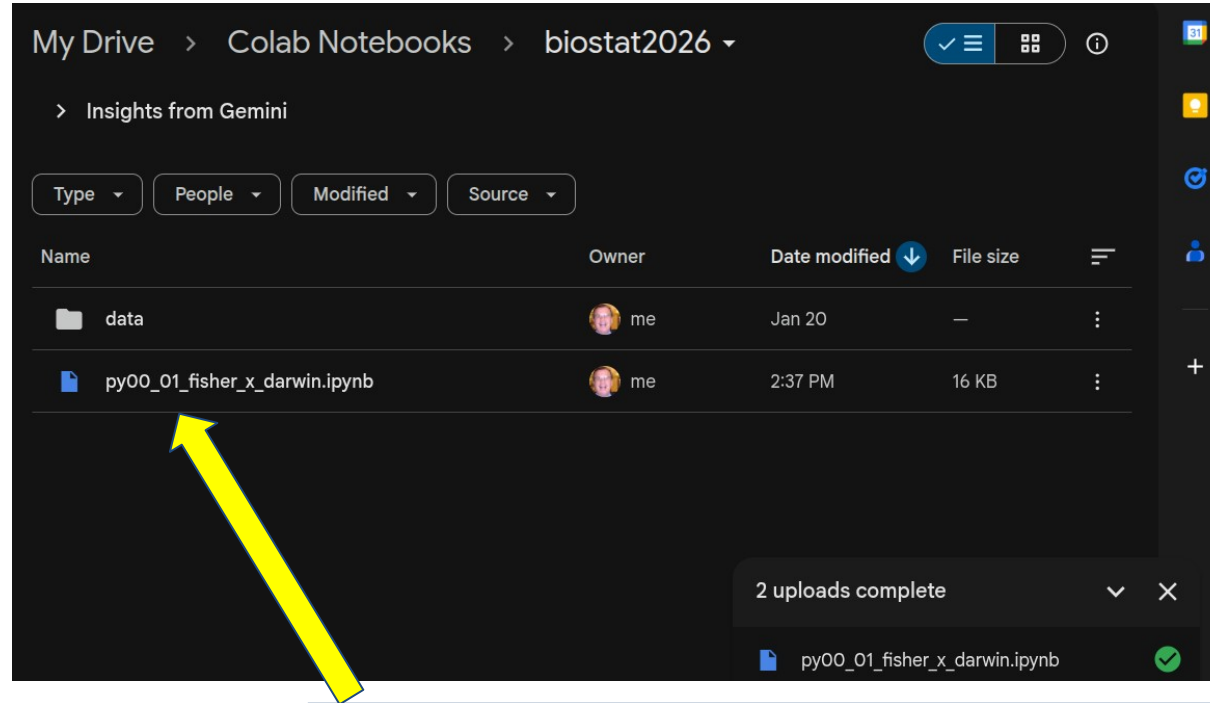 My Drive > Colab Notebooks > biostat2026
31
Insights from Gemini
Type People Modified Source
Name Owner Date modified File size
data me Jan 20 —
py00_01_fisher_x_darwin.ipynb me 2:37 PM 16 KB
2 uploads complete
py00_01_fisher_x_darwin.ipynb